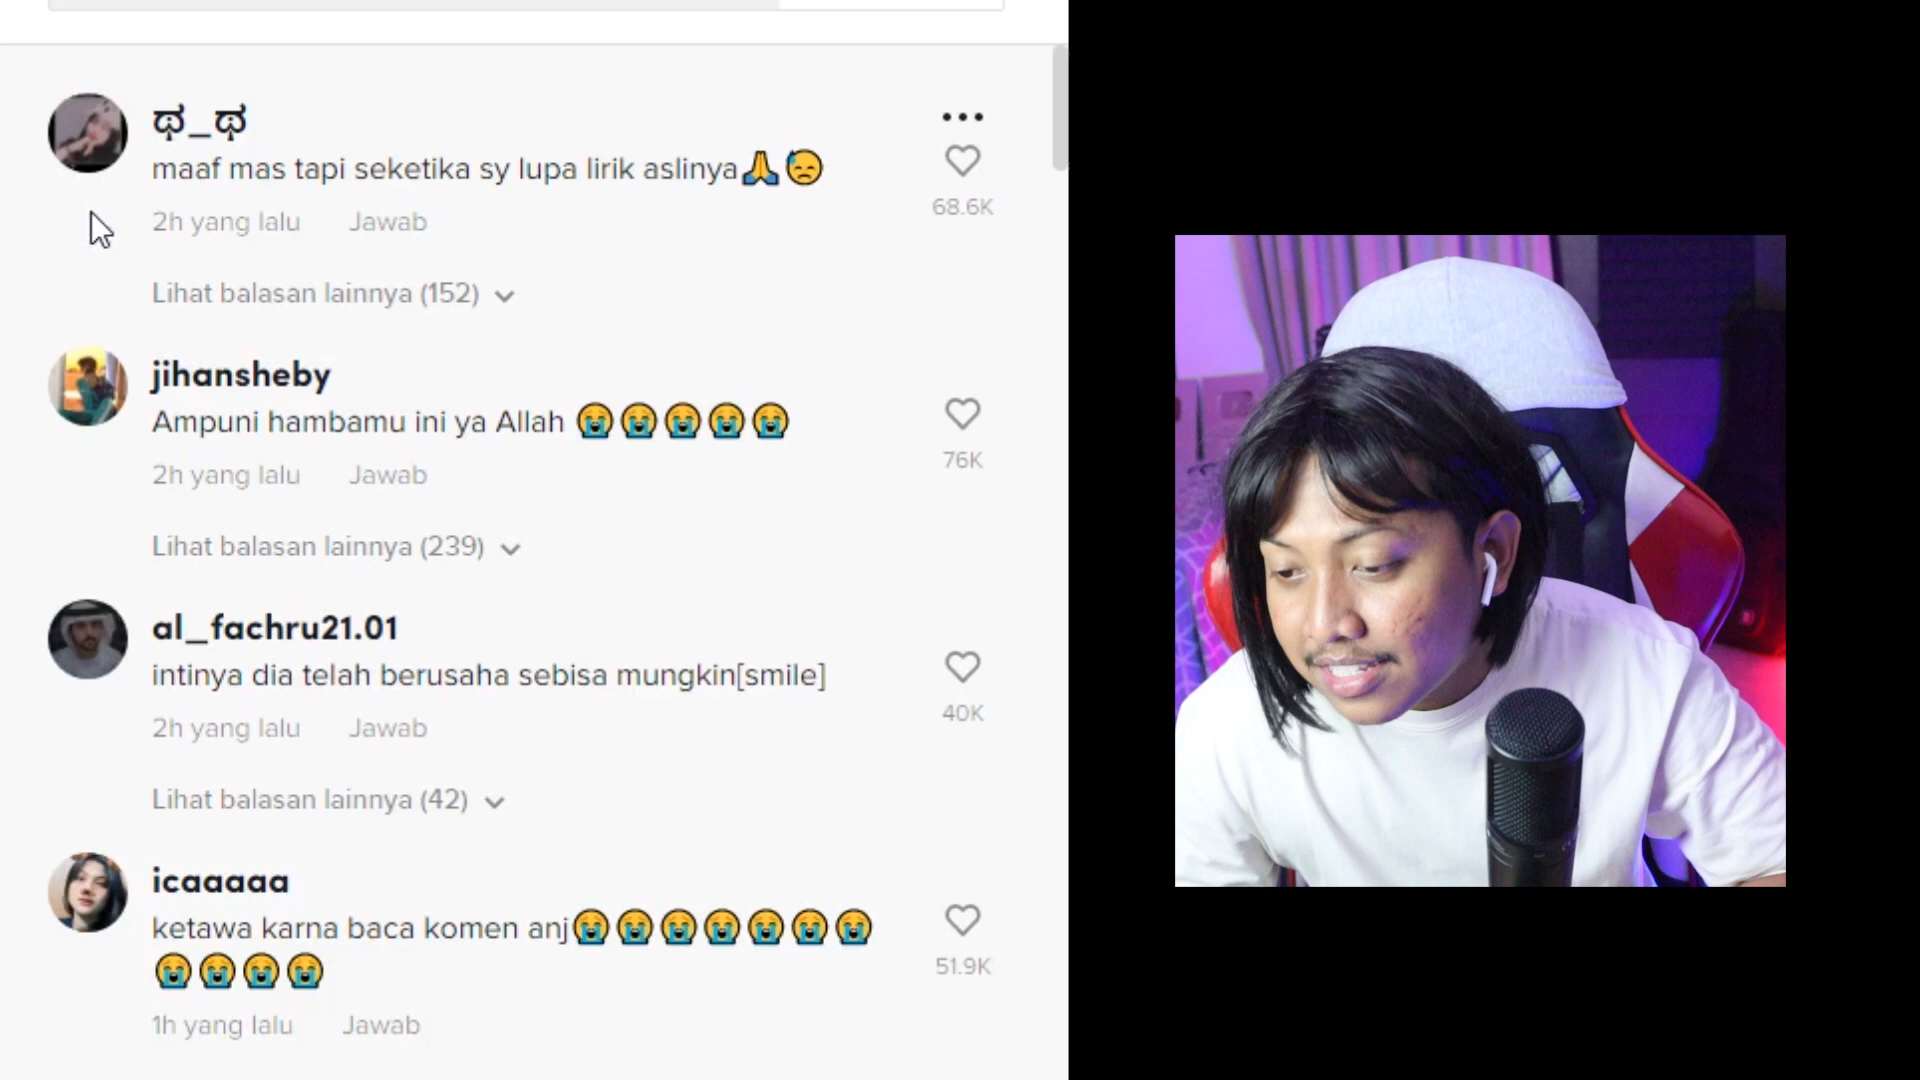 ಥ_ಥ
maaf mas tapi seketika sy lupa lirik aslinya🙏😓
68.6K
2h yang lalu Jawab
Lihat balasan lainnya (152)
jihansheby
Ampuni hambamu ini ya Allah 😭😭😭😭😭
76K
2h yang lalu Jawab
Lihat balasan lainnya (239)
al_fachru21.01
intinya dia telah berusaha sebisa mungkin[smile]
40K
2h yang lalu Jawab
Lihat balasan lainnya (42)
icaaaaa
ketawa karna baca komen anj😭😭😭😭😭😭😭
😭😭😭😭
51.9K
1h yang lalu Jawab